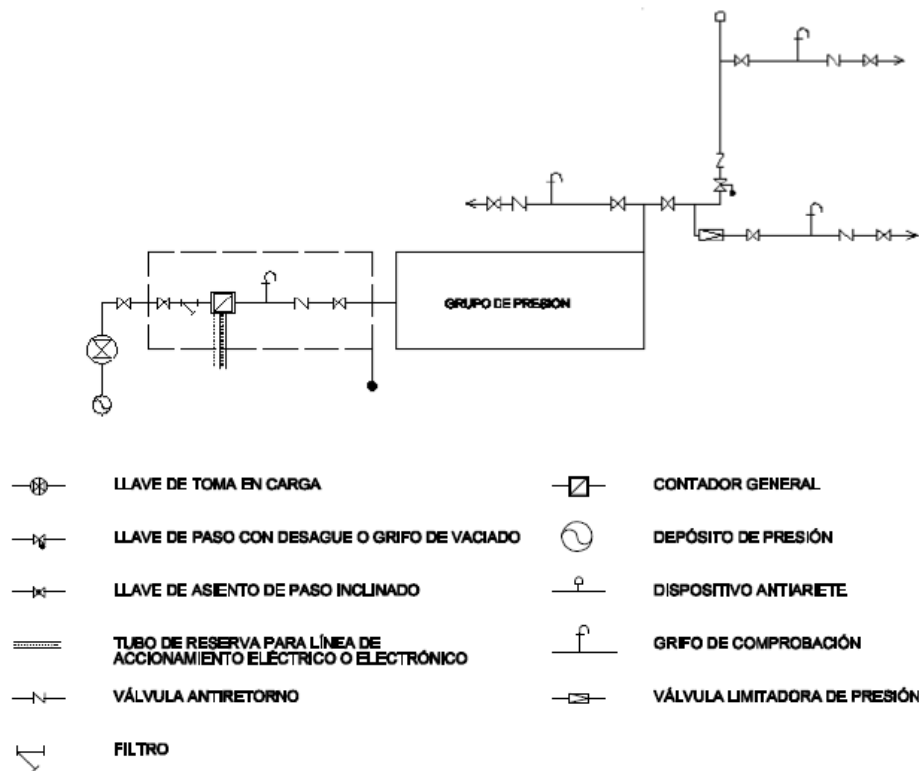 GRUPO DE PRESIÓN
LLAVE DE TOMA EN CARGA
LLAVE DE PASO CON DESAGUE O GRIFO DE VACIADO
LLAVE DE ASIENTO DE PASO INCLINADO
TUBO DE RESERVA PARA LÍNEA DE
ACCIONAMIENTO ELÉCTRICO O ELECTRÓNICO
VÁLVULA ANTIRETORNO
FILTRO
CONTADOR GENERAL
DEPÓSITO DE PRESIÓN
DISPOSITIVO ANTIARIETE
GRIFO DE COMPROBACIÓN
VÁLVULA LIMITADORA DE PRESIÓN